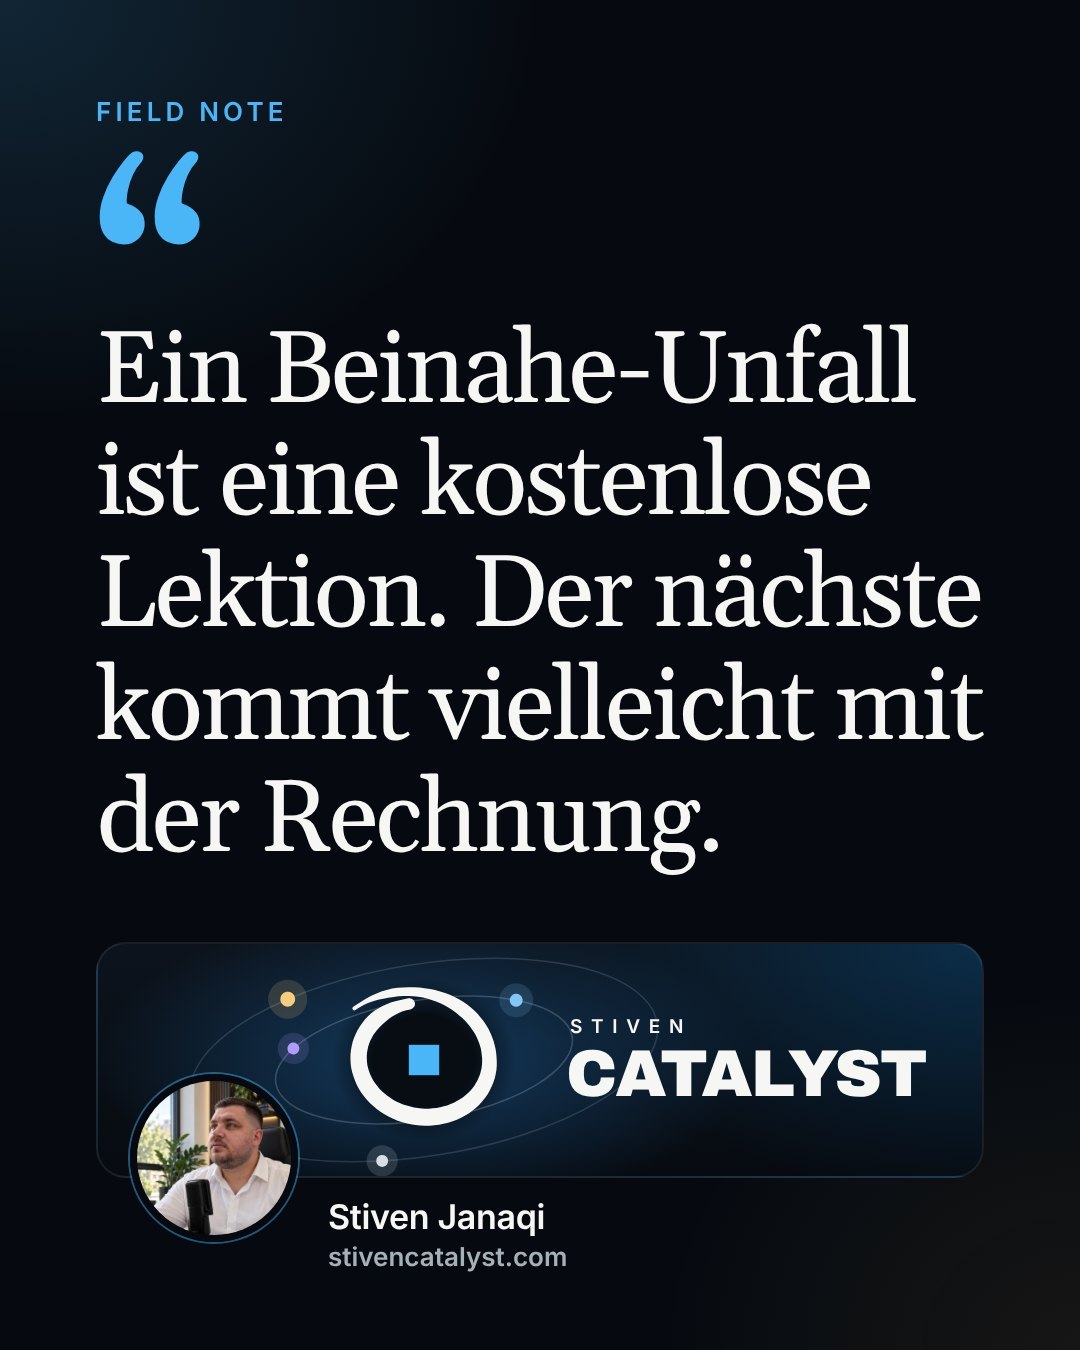 FIELD NOTE
“
Ein Beinahe-Unfall
ist eine kostenlose
Lektion. Der nächste
kommt vielleicht mit
der Rechnung.
STIVEN
CATALYST
Stiven Janaqi
stivencatalyst.com